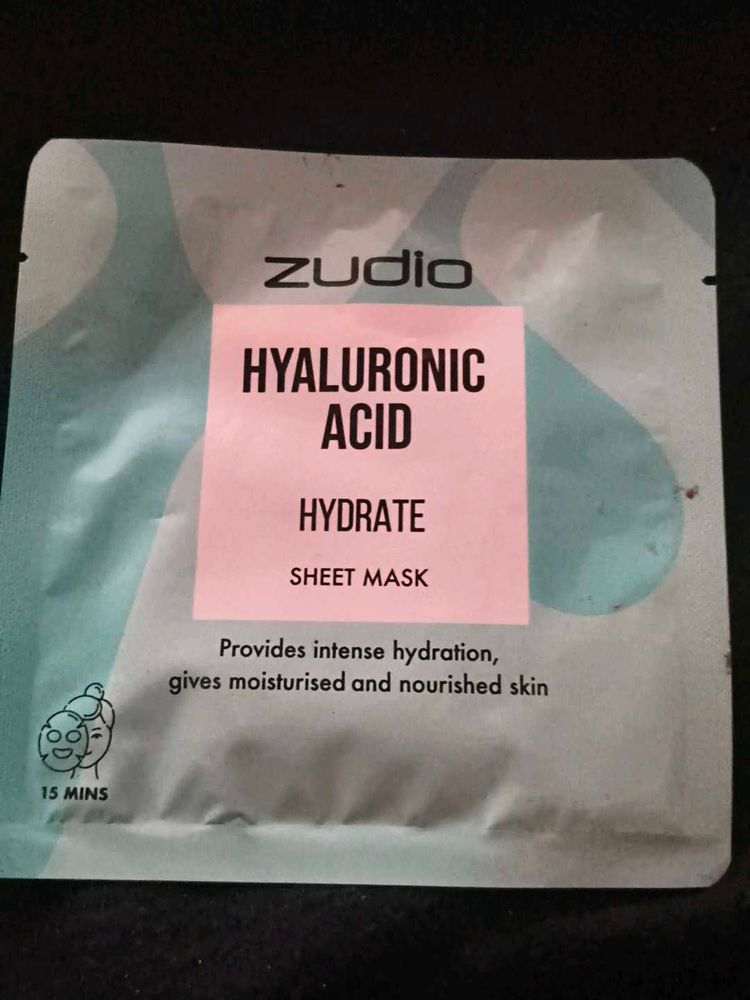 zudio
HYALURONIC
ACID
HYDRATE
SHEET MASK
Provides intense hydration,
gives moisturised and nourished skin
15 MINS